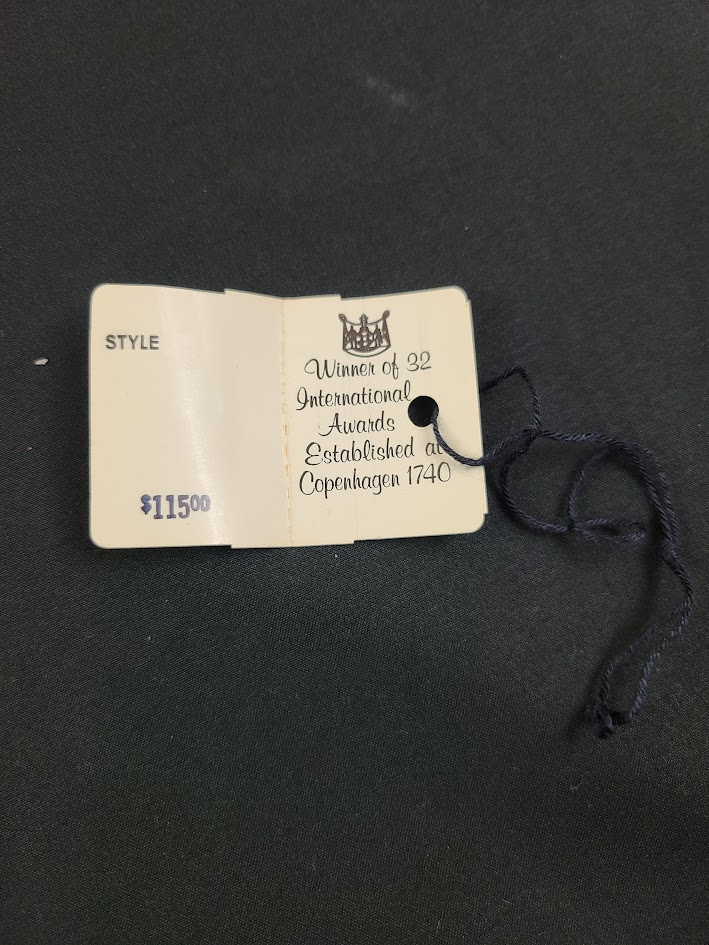 STYLE
$11500
Winner of 32
International
Awards
Established at
Copenhagen 1740